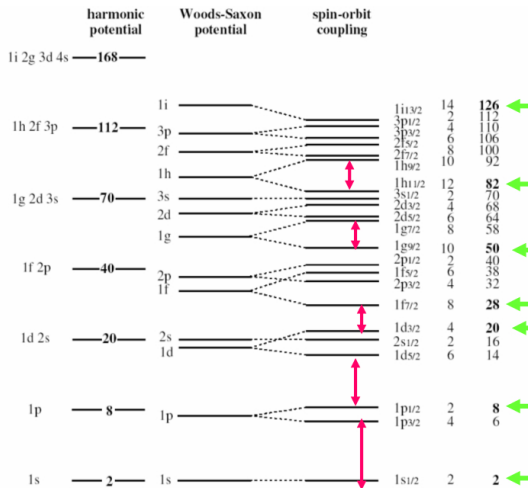 harmonic potential Woods-Saxon potential spin-orbit coupling
1i 2g 3d 4s 168
1i 1i13/2 14 126
3p1/2 2 112
1h 2f 3p 112 3p 3p3/2 4 110
2f5/2 6 106
2f 2f7/2 8 100
1h9/2 10 92
1h 1h11/2 12 82
1g 2d 3s 70 3s 3s1/2 2 70
2d3/2 4 68
2d 2d5/2 6 64
1g7/2 8 58
1g 1g9/2 10 50
2p1/2 2 40
1f 2p 40 2p 1f5/2 6 38
1f 2p3/2 4 32
1f7/2 8 28
1d3/2 4 20
1d 2s 20 2s 2s1/2 2 16
1d 1d5/2 6 14
1p 8 1p 1p1/2 2 8
1p3/2 4 6
1s 2 1s 1s1/2 2 2